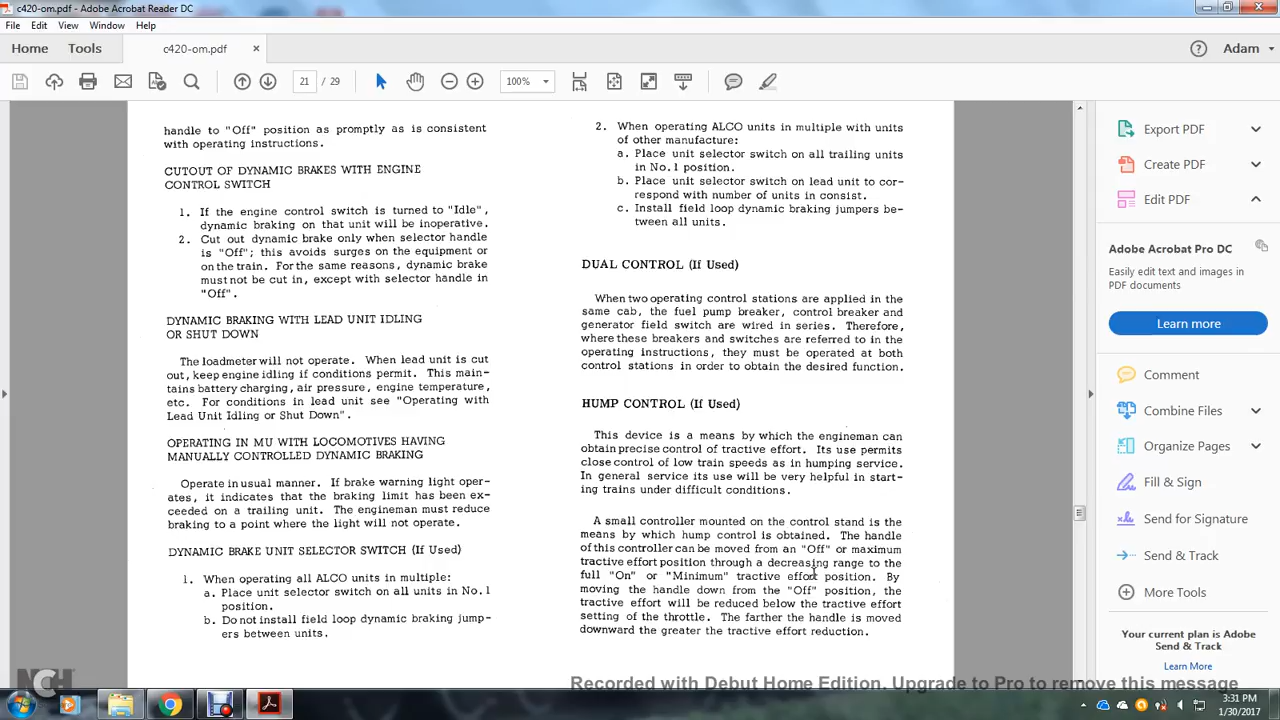 c420-om.pdf - Adobe Acrobat Reader DC
File Edit View Window Help
Home Tools c420-om.pdf × ? Adam
21 / 29 100%
handle to "Off" position as promptly as is consistent
with operating instructions.
CUTOUT OF DYNAMIC BRAKES WITH ENGINE
CONTROL SWITCH
1. If the engine control switch is turned to "Idle",
dynamic braking on that unit will be inoperative.
2. Cut out dynamic brake only when selector handle
is "Off"; this avoids surges on the equipment or
on the train. For the same reasons, dynamic brake
must not be cut in, except with selector handle in
"Off".
DYNAMIC BRAKING WITH LEAD UNIT IDLING
OR SHUT DOWN
The loadmeter will not operate. When lead unit is cut
out, keep engine idling if conditions permit. This main-
tains battery charging, air pressure, engine temperature,
etc. For conditions in lead unit see "Operating with
Lead Unit Idling or Shut Down".
OPERATING IN MU WITH LOCOMOTIVES HAVING
MANUALLY CONTROLLED DYNAMIC BRAKING
Operate in usual manner. If brake warning light oper-
ates, it indicates that the braking limit has been ex-
ceeded on a trailing unit. The engineman must reduce
braking to a point where the light will not operate.
DYNAMIC BRAKE UNIT SELECTOR SWITCH (If Used)
1. When operating all ALCO units in multiple:
a. Place unit selector switch on all units in No.1
position.
b. Do not install field loop dynamic braking jump-
ers between units.
2. When operating ALCO units in multiple with units
of other manufacture:
a. Place unit selector switch on all trailing units
in No.1 position.
b. Place unit selector switch on lead unit to cor-
respond with number of units in consist.
c. Install field loop dynamic braking jumpers be-
tween all units.
DUAL CONTROL (If Used)
When two operating control stations are applied in the
same cab, the fuel pump breaker, control breaker and
generator field switch are wired in series. Therefore,
where these breakers and switches are referred to in the
operating instructions, they must be operated at both
control stations in order to obtain the desired function.
HUMP CONTROL (If Used)
This device is a means by which the engineman can
obtain precise control of tractive effort. Its use permits
close control of low train speeds as in humping service.
In general service its use will be very helpful in start-
ing trains under difficult conditions.
A small controller mounted on the control stand is the
means by which hump control is obtained. The handle
of this controller can be moved from an "Off" or maximum
tractive effort position through a decreasing range to the
full "On" or "Minimum" tractive effort position. By
moving the handle down from the "Off" position, the
tractive effort will be reduced below the tractive effort
setting of the throttle. The farther the handle is moved
downward the greater the tractive effort reduction.
Export PDF
Create PDF
Edit PDF
Adobe Acrobat Pro DC
Easily edit text and images in
PDF documents
Learn more
Comment
Combine Files
Organize Pages
Fill & Sign
Send for Signature
Send & Track
More Tools
Your current plan is Adobe
Send & Track
Learn More
NCH
Recorded with Debut Home Edition. Upgrade to Pro to remove this message
3:31 PM
1/30/2017